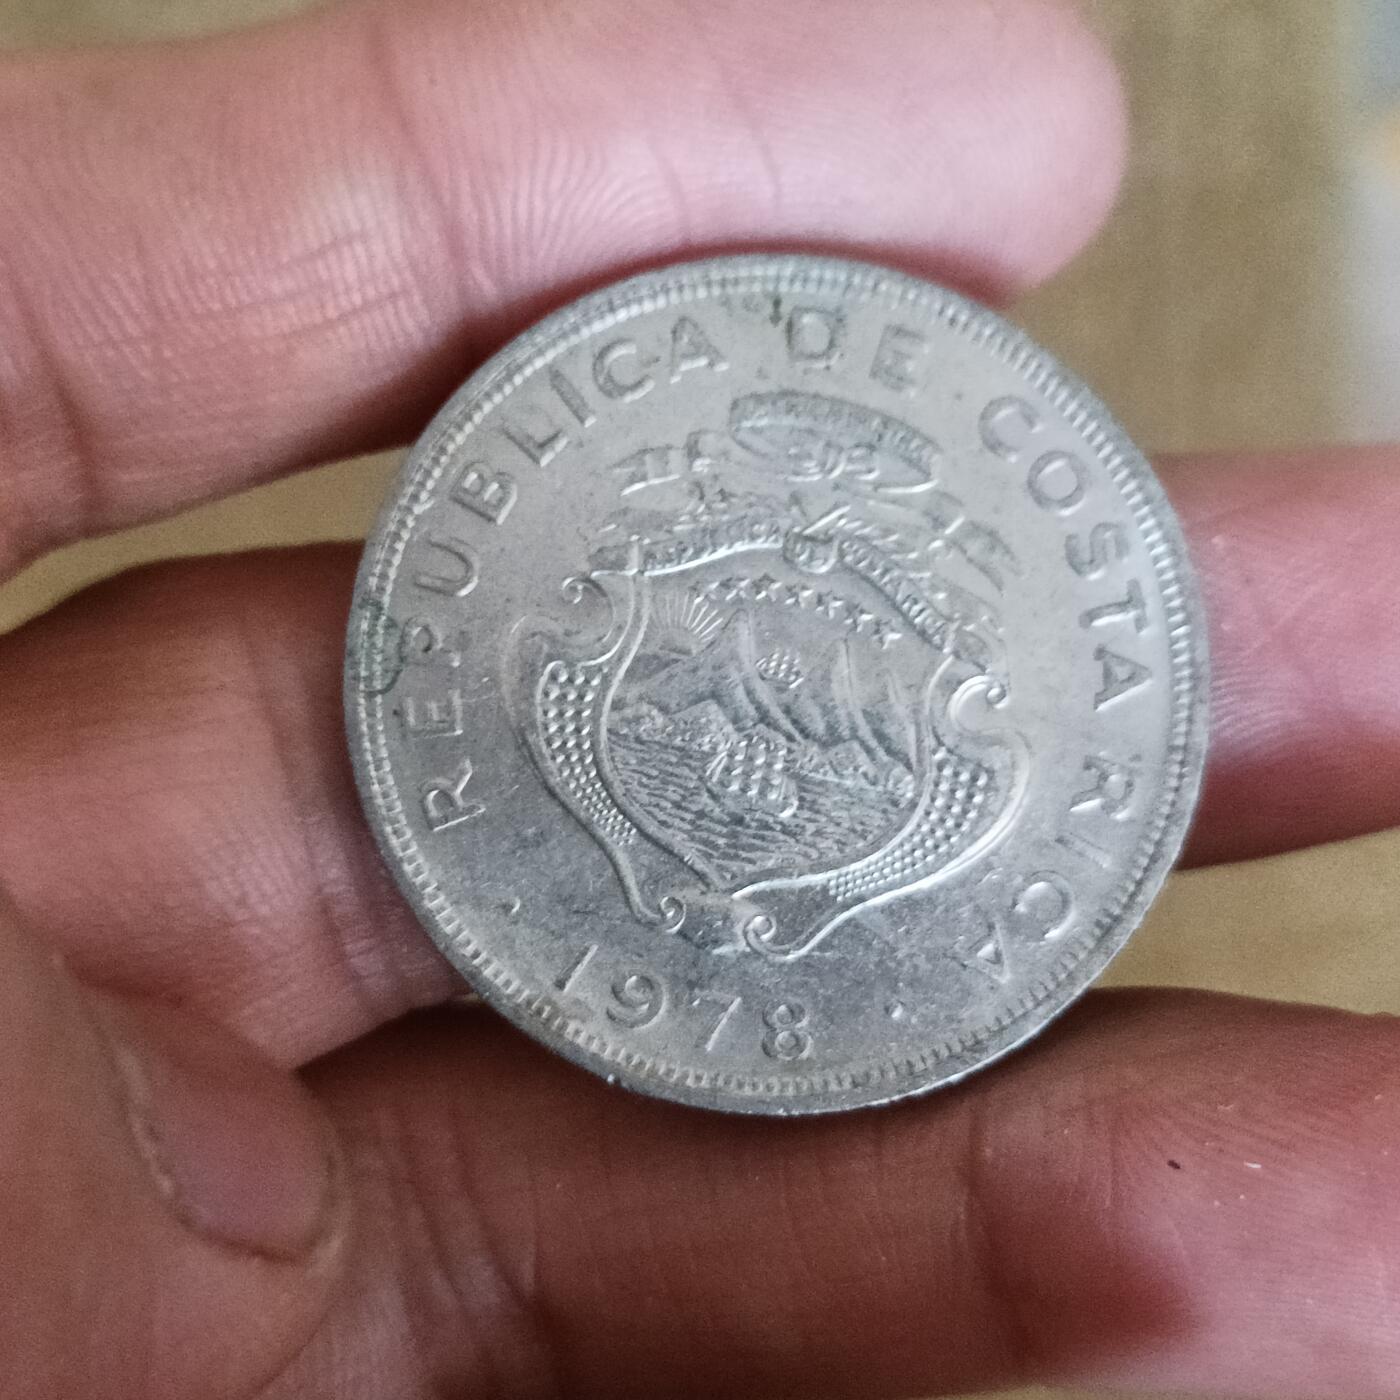 REPUBLICA DE COSTA RICA
1978